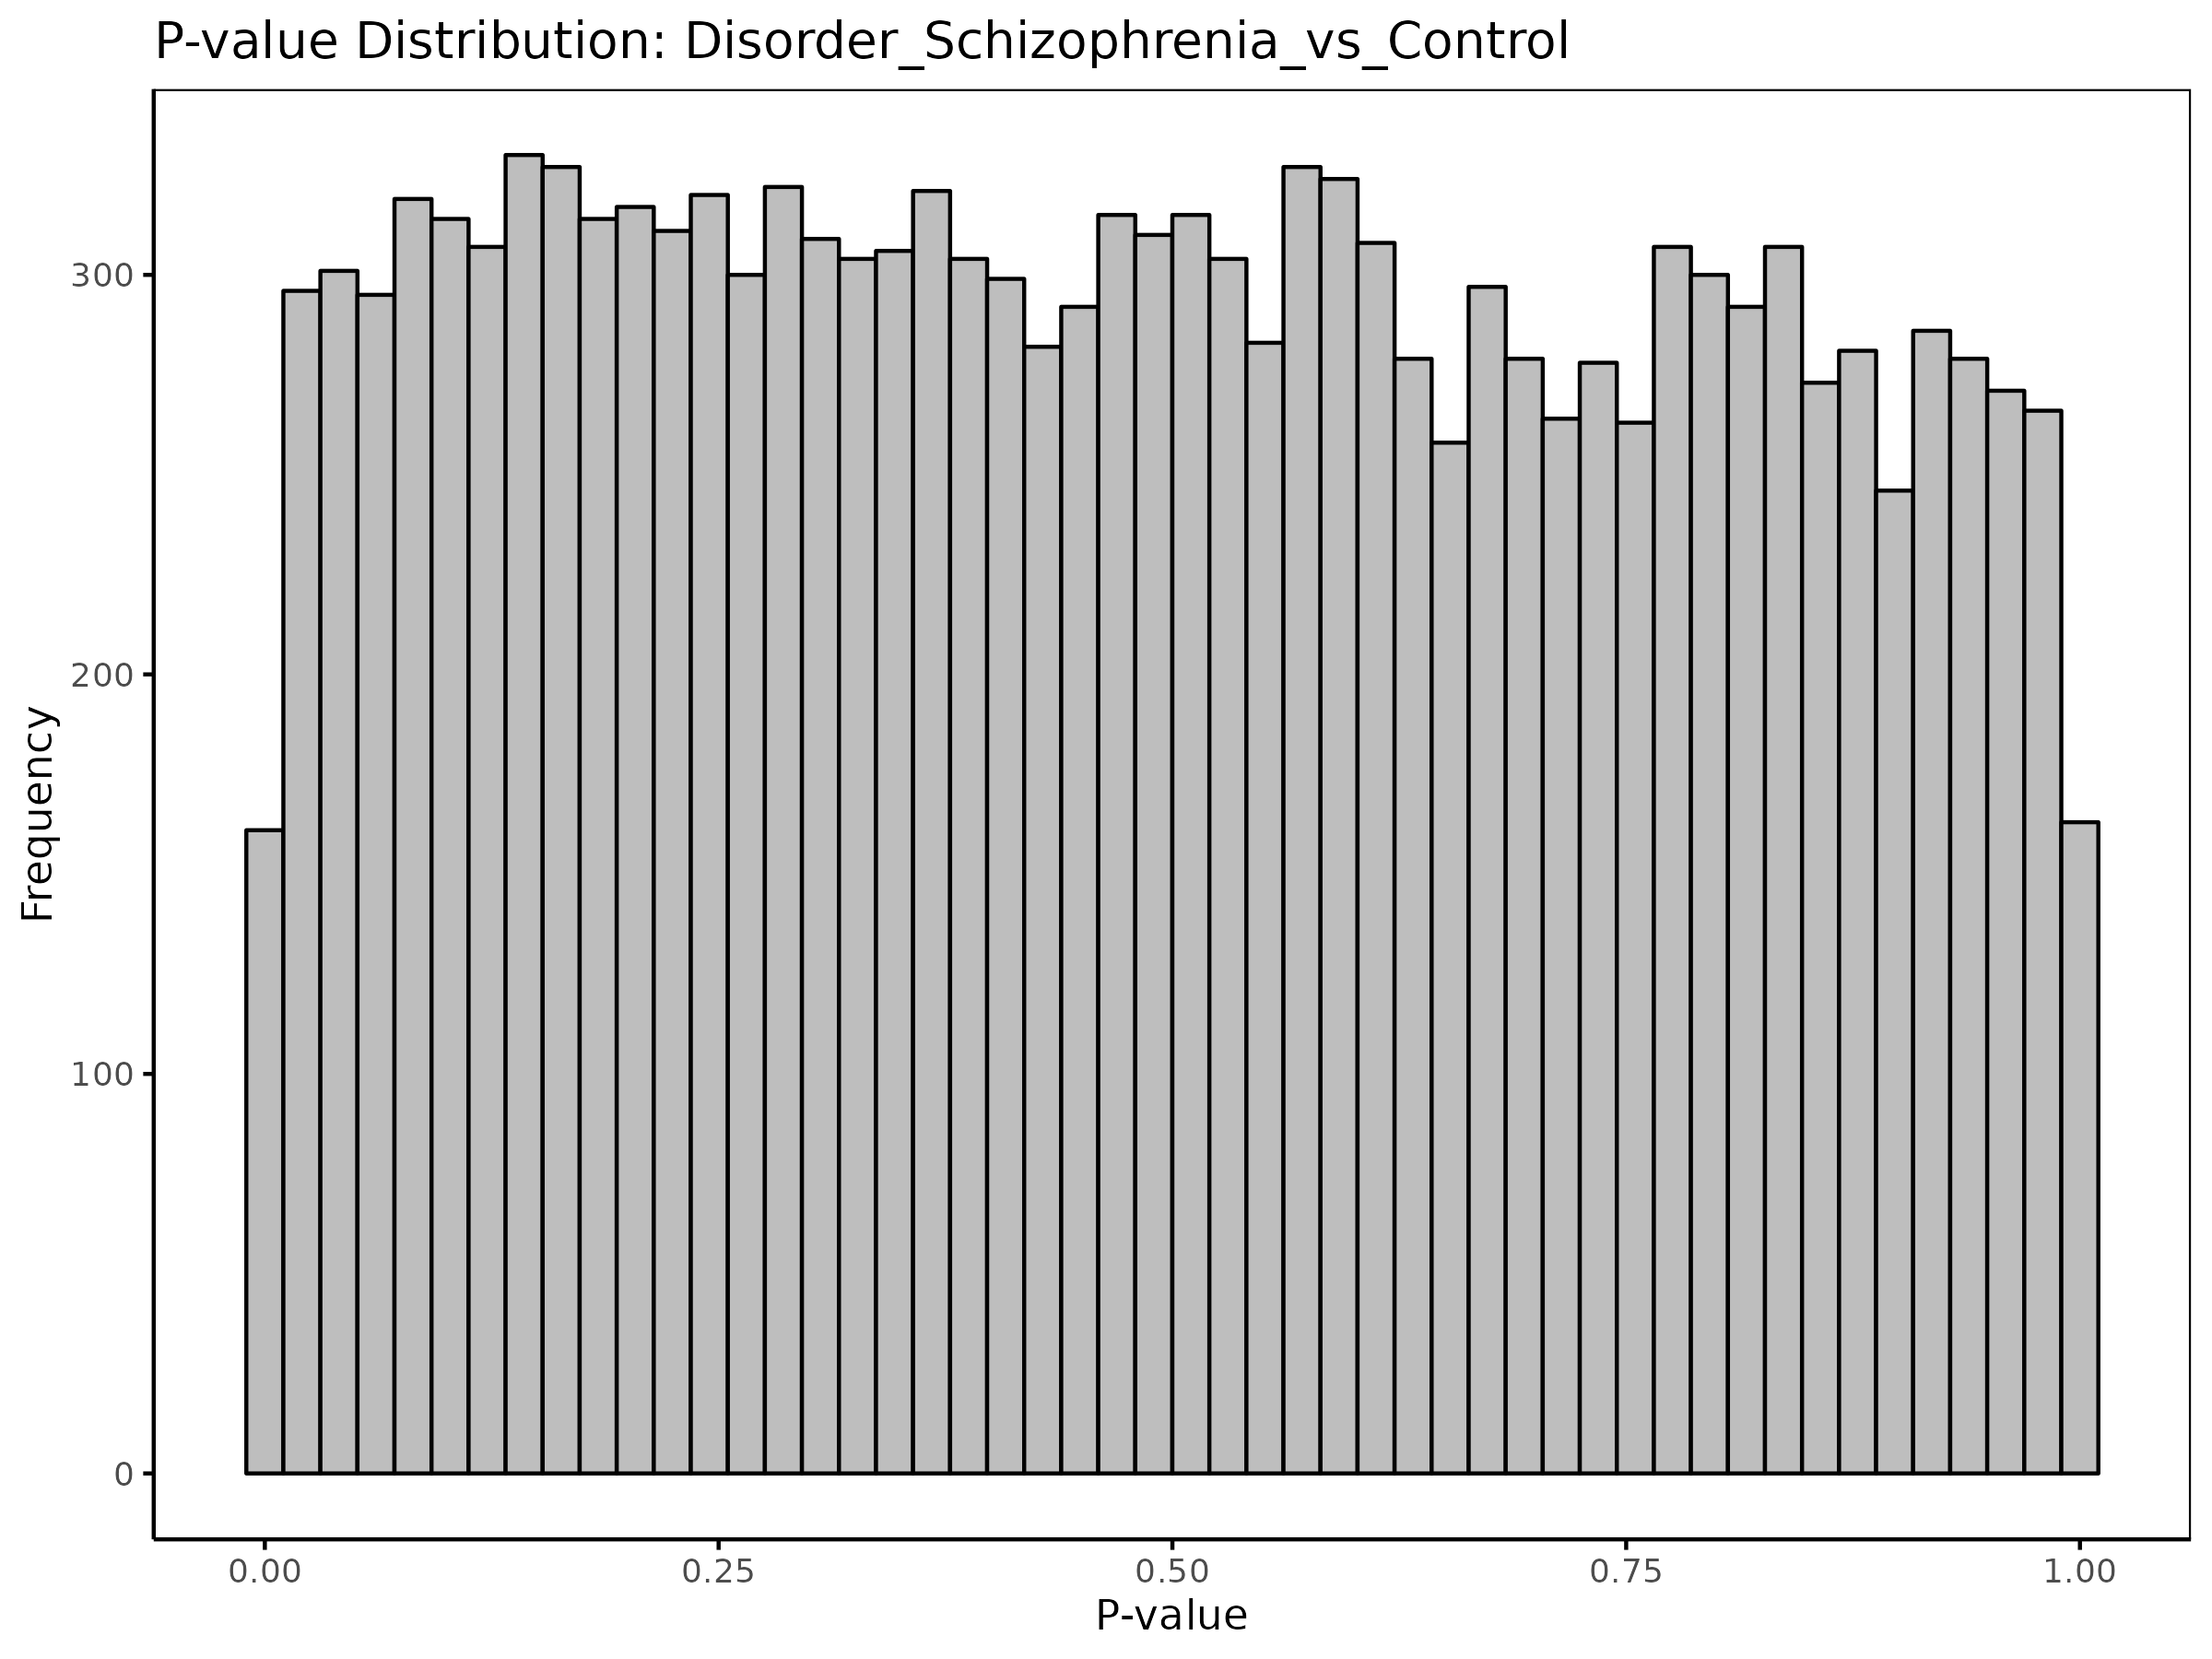 P-value Distribution: Disorder_Schizophrenia_vs_Control
300
200
100
0
Frequency
0.00 0.25 0.50 0.75 1.00
P-value